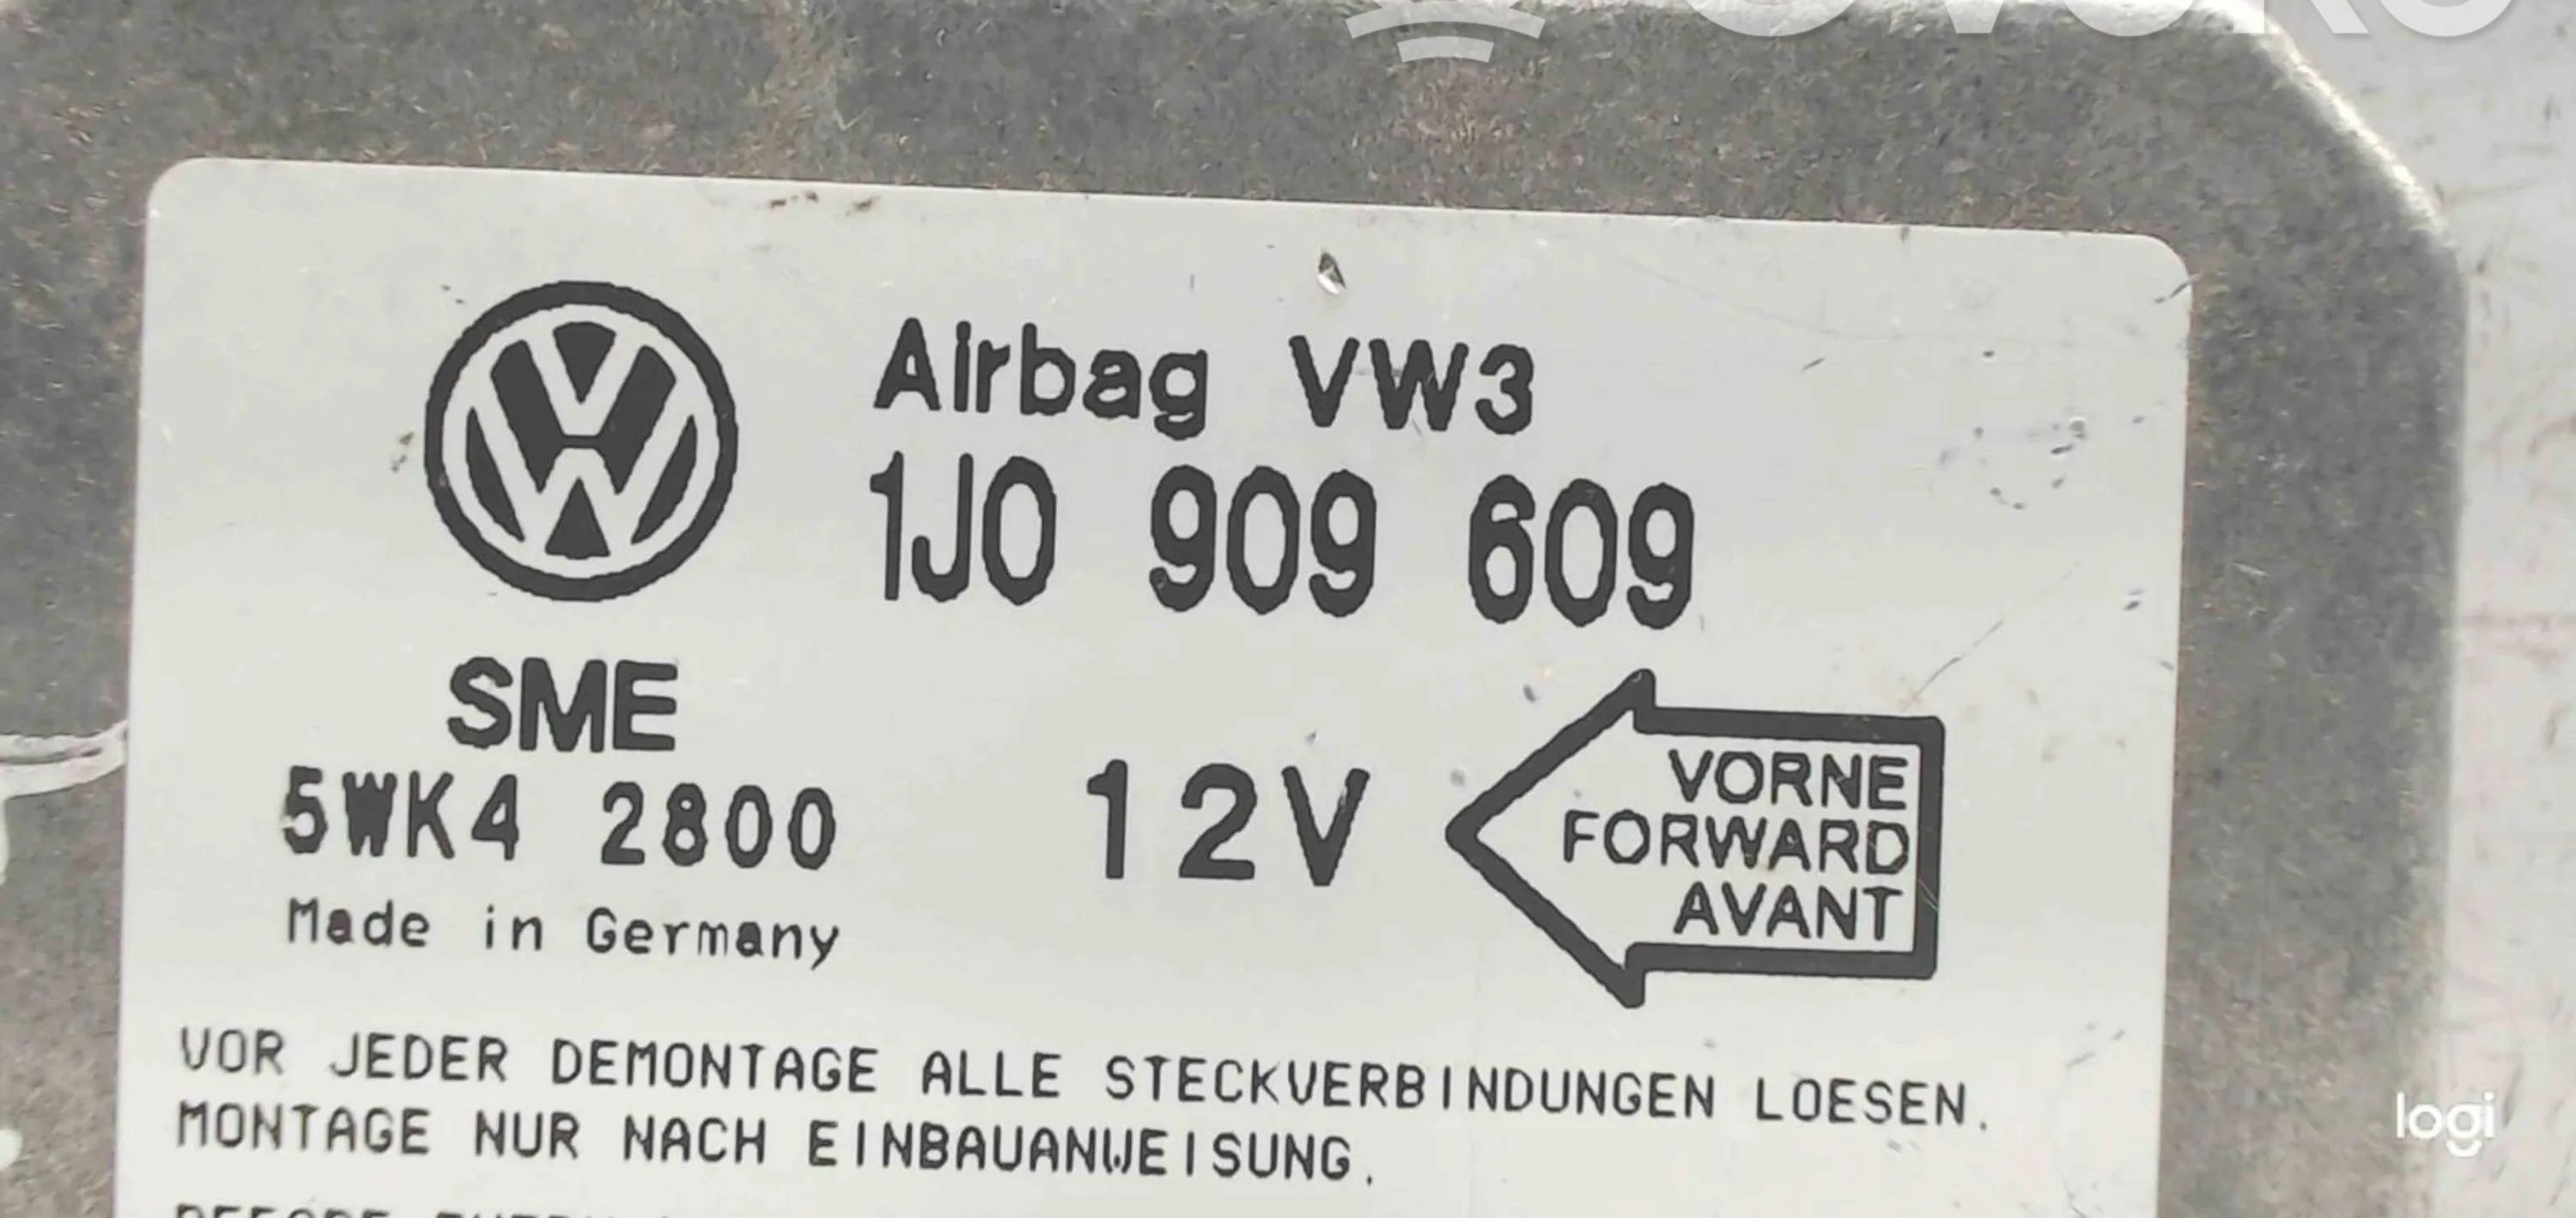 Airbag VW3
1J0 909 609
SME
5WK4 2800
Made in Germany
12V
VORNE
FORWARD
AVANT
VOR JEDER DEMONTAGE ALLE STECKVERBINDUNGEN LOESEN.
MONTAGE NUR NACH EINBAUANWEISUNG.
logi